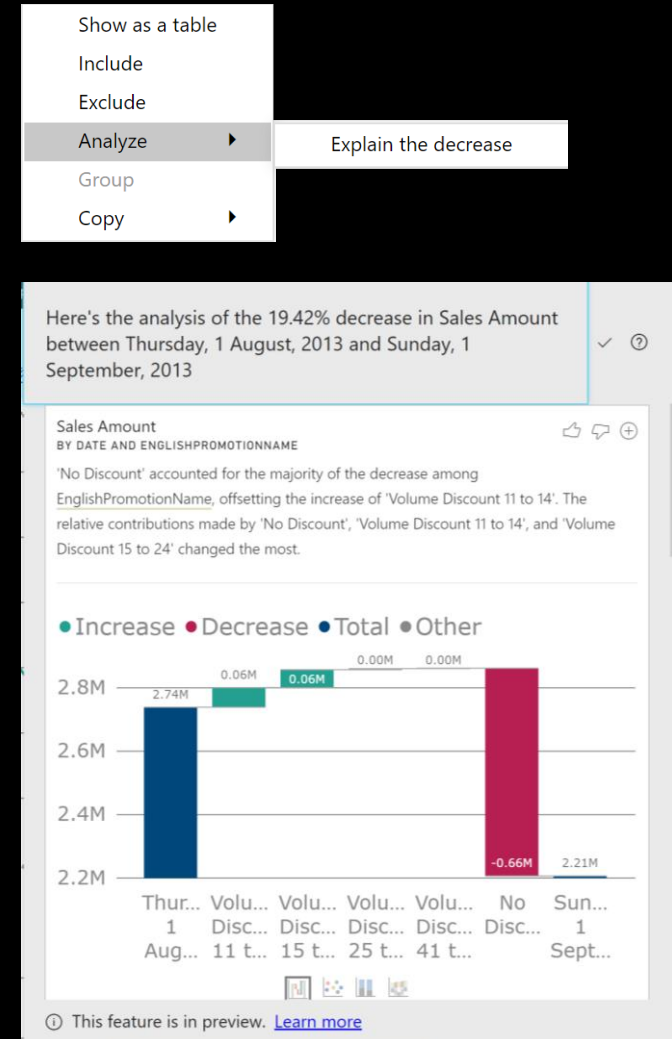 Show as a table
Include
Exclude
Analyze
Explain the decrease
Group
Copy
Here's the analysis of the 19.42% decrease in Sales Amount
between Thursday, 1 August, 2013 and Sunday, 1
September, 2013
Sales Amount
BY DATE AND ENGLISHPROMOTIONNAME
'No Discount' accounted for the majority of the decrease among
EnglishPromotionName, offsetting the increase of 'Volume Discount 11 to 14'. The
relative contributions made by 'No Discount', 'Volume Discount 11 to 14', and 'Volume
Discount 15 to 24' changed the most.
Increase Decrease Total Other
0.00M 0.00M
0.06M 0.06M
2.8M
2.74M
2.6M
2.4M
-0.66M 2.21M
2.2M
Thur... Volu... Volu... Volu... Volu... No Sun...
1 Disc... Disc... Disc... Disc... Disc... 1
Aug... 11 t... 15 t... 25 t... 41 t... Sept...
This feature is in preview. Learn more